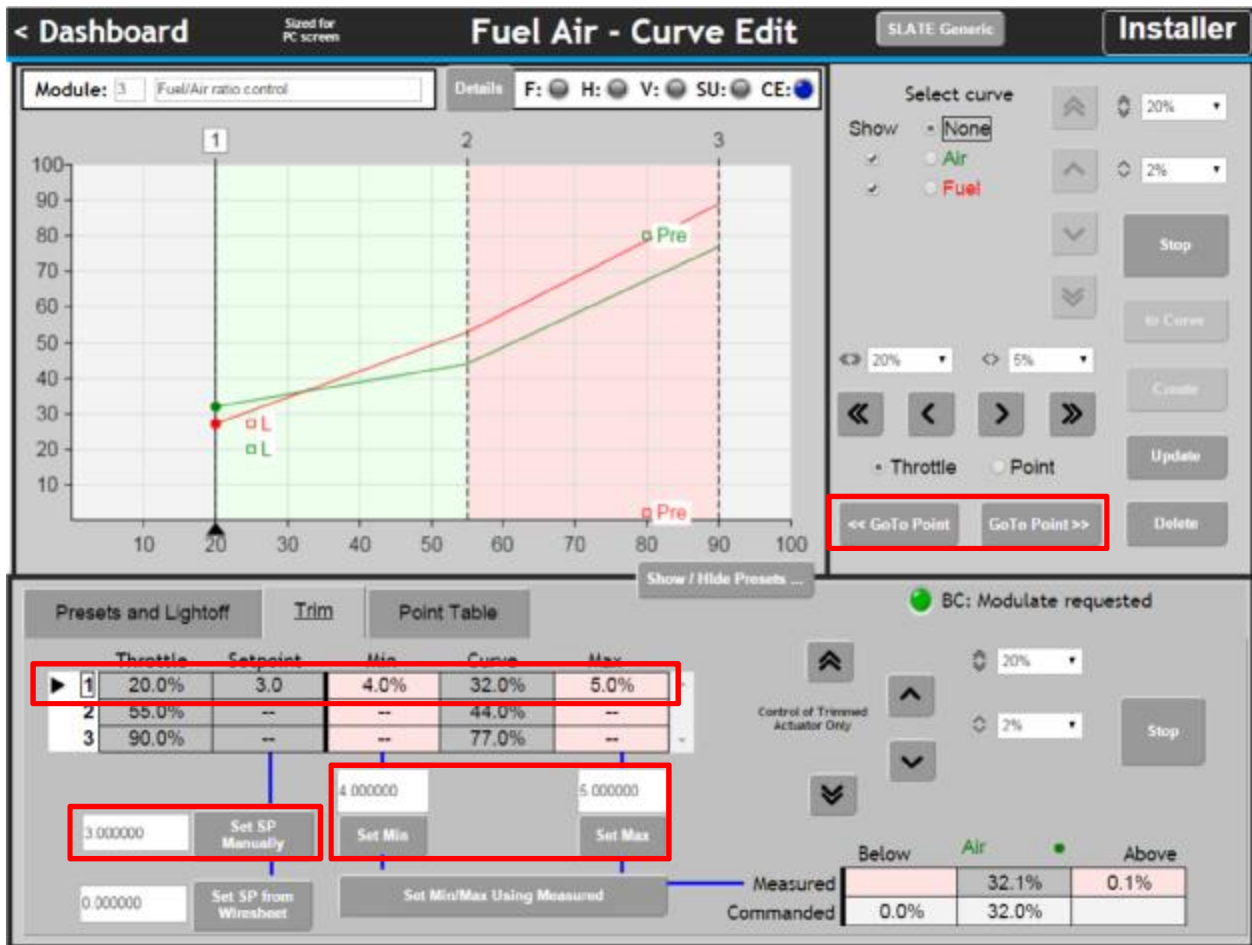 < Dashboard Sized for PC screen Fuel Air - Curve Edit SLATE Generic Installer
Module: 3 Fuel/Air ratio control Details F: H: V: SU: CE:
1 2 3
100
90
80
70
60
50
40
30
20
10
Pre
L
L
Pre
10 20 30 40 50 60 70 80 90 100
Select curve
Show None
Air
Fuel
20%
2%
Stop
to Curve
20% 5%
Create
Throttle Point
Update
<< GoTo Point GoTo Point >> Delete
Show / Hide Presets ...
Presets and Lightoff Trim Point Table
BC: Modulate requested
Throttle Setpoint Min Curve Max
1 20.0% 3.0 4.0% 32.0% 5.0%
2 55.0% -- -- 44.0% --
3 90.0% -- -- 77.0% --
4.000000 5.000000
3.000000 Set SP Manually Set Min Set Max
0.000000 Set SP from Wiresheet Set Min/Max Using Measured
20%
Control of Trimmed Actuator Only
2%
Stop
Below Air Above
Measured 32.1% 0.1%
Commanded 0.0% 32.0%